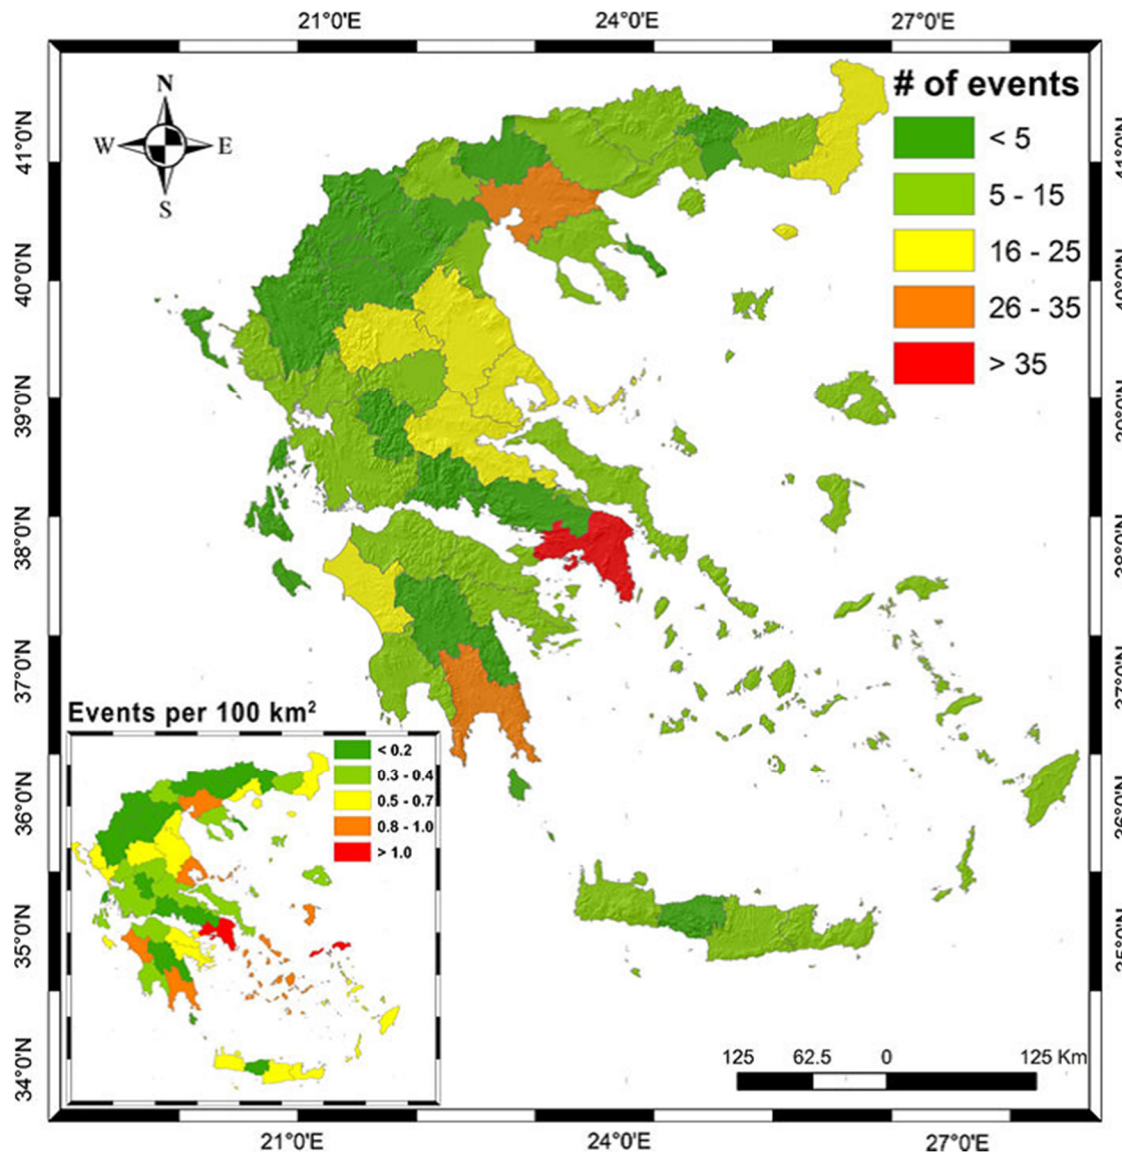 21°0'E 24°0'E 27°0'E
N
W E
S
# of events
< 5
5 - 15
16 - 25
26 - 35
> 35
41°0'N
40°0'N
39°0'N
38°0'N
37°0'N
36°0'N
35°0'N
34°0'N
Events per 100 km²
< 0.2
0.3 - 0.4
0.5 - 0.7
0.8 - 1.0
> 1.0
125 62.5 0 125 Km
21°0'E 24°0'E 27°0'E